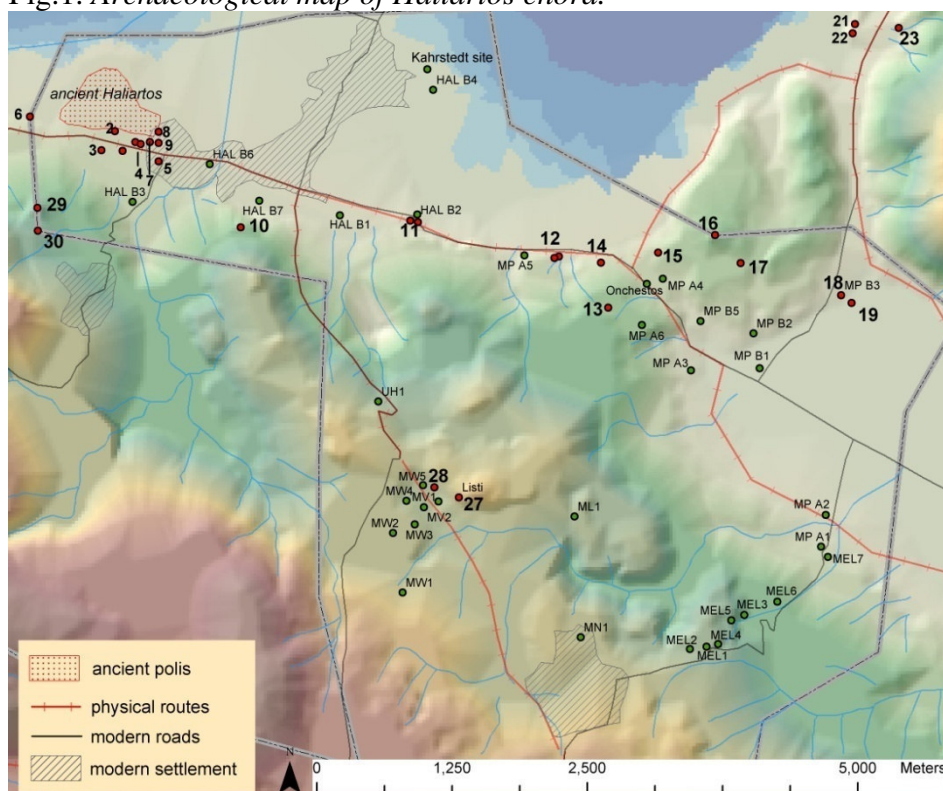 Fig.1. Archaeological map of Haliartos chora.
21
22
23
Kahrstedt site
HAL B4
ancient Haliartos
6
2
8
3
9
4
7
5
HAL B6
HAL B3
29
30
HAL B7
10
HAL B1
HAL B2
11
MP A5
12
14
16
15
17
Onchestos
MP A4
13
18
MP B3
19
MP A6
MP B5
MP B2
MP A3
MP B1
UH1
MW5
28
Listi
27
MW4
MV1
MV2
MW2
MW3
ML1
MP A2
MP A1
MEL7
MW1
MEL6
MEL5
MEL3
MN1
MEL2
MEL4
MEL1
ancient polis
physical routes
modern roads
modern settlement
N
0
1,250
2,500
5,000
Meters